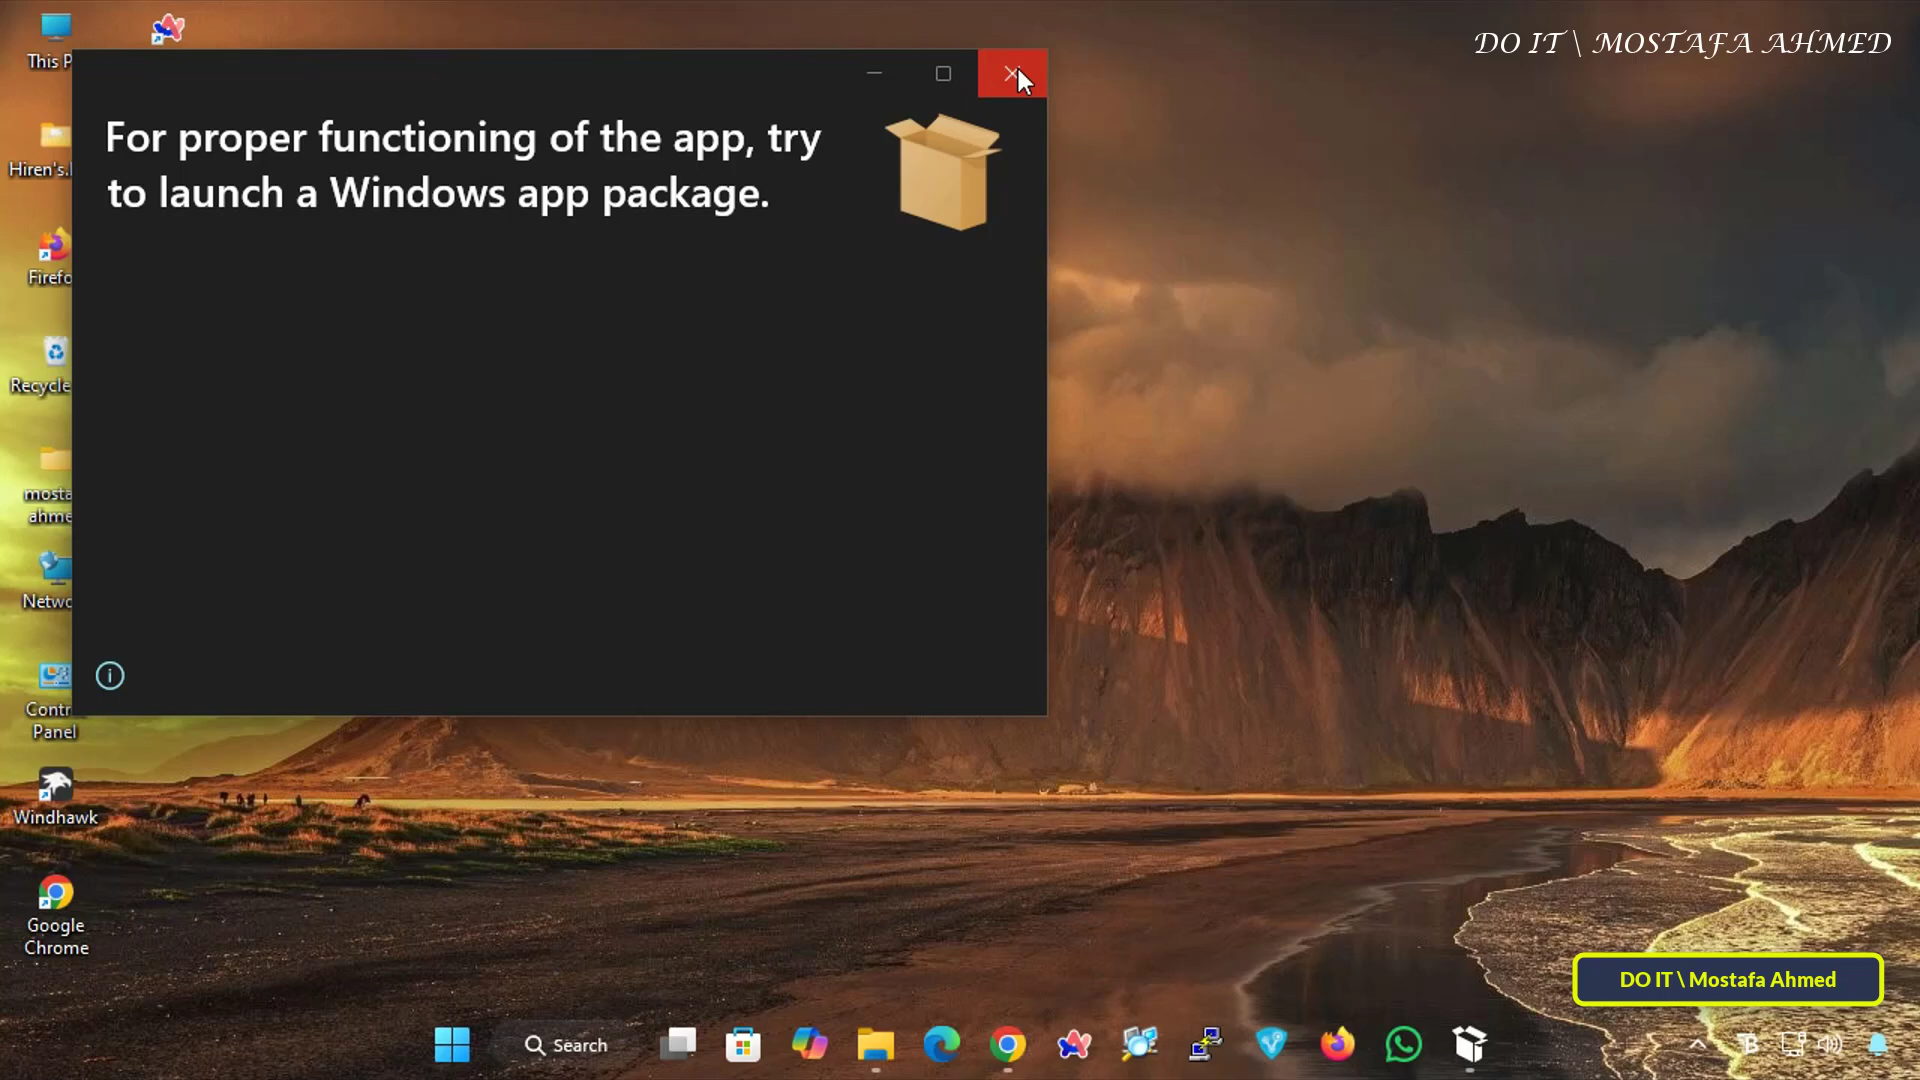 DO IT \ MOSTAFA AHMED
This P
For proper functioning of the app, try
to launch a Windows app package.
Hiren's.
Firefo
Recycle
mosta
ahme
Netwo
Contr
Panel
Windhawk
Google
Chrome
DO IT \ Mostafa Ahmed
Search